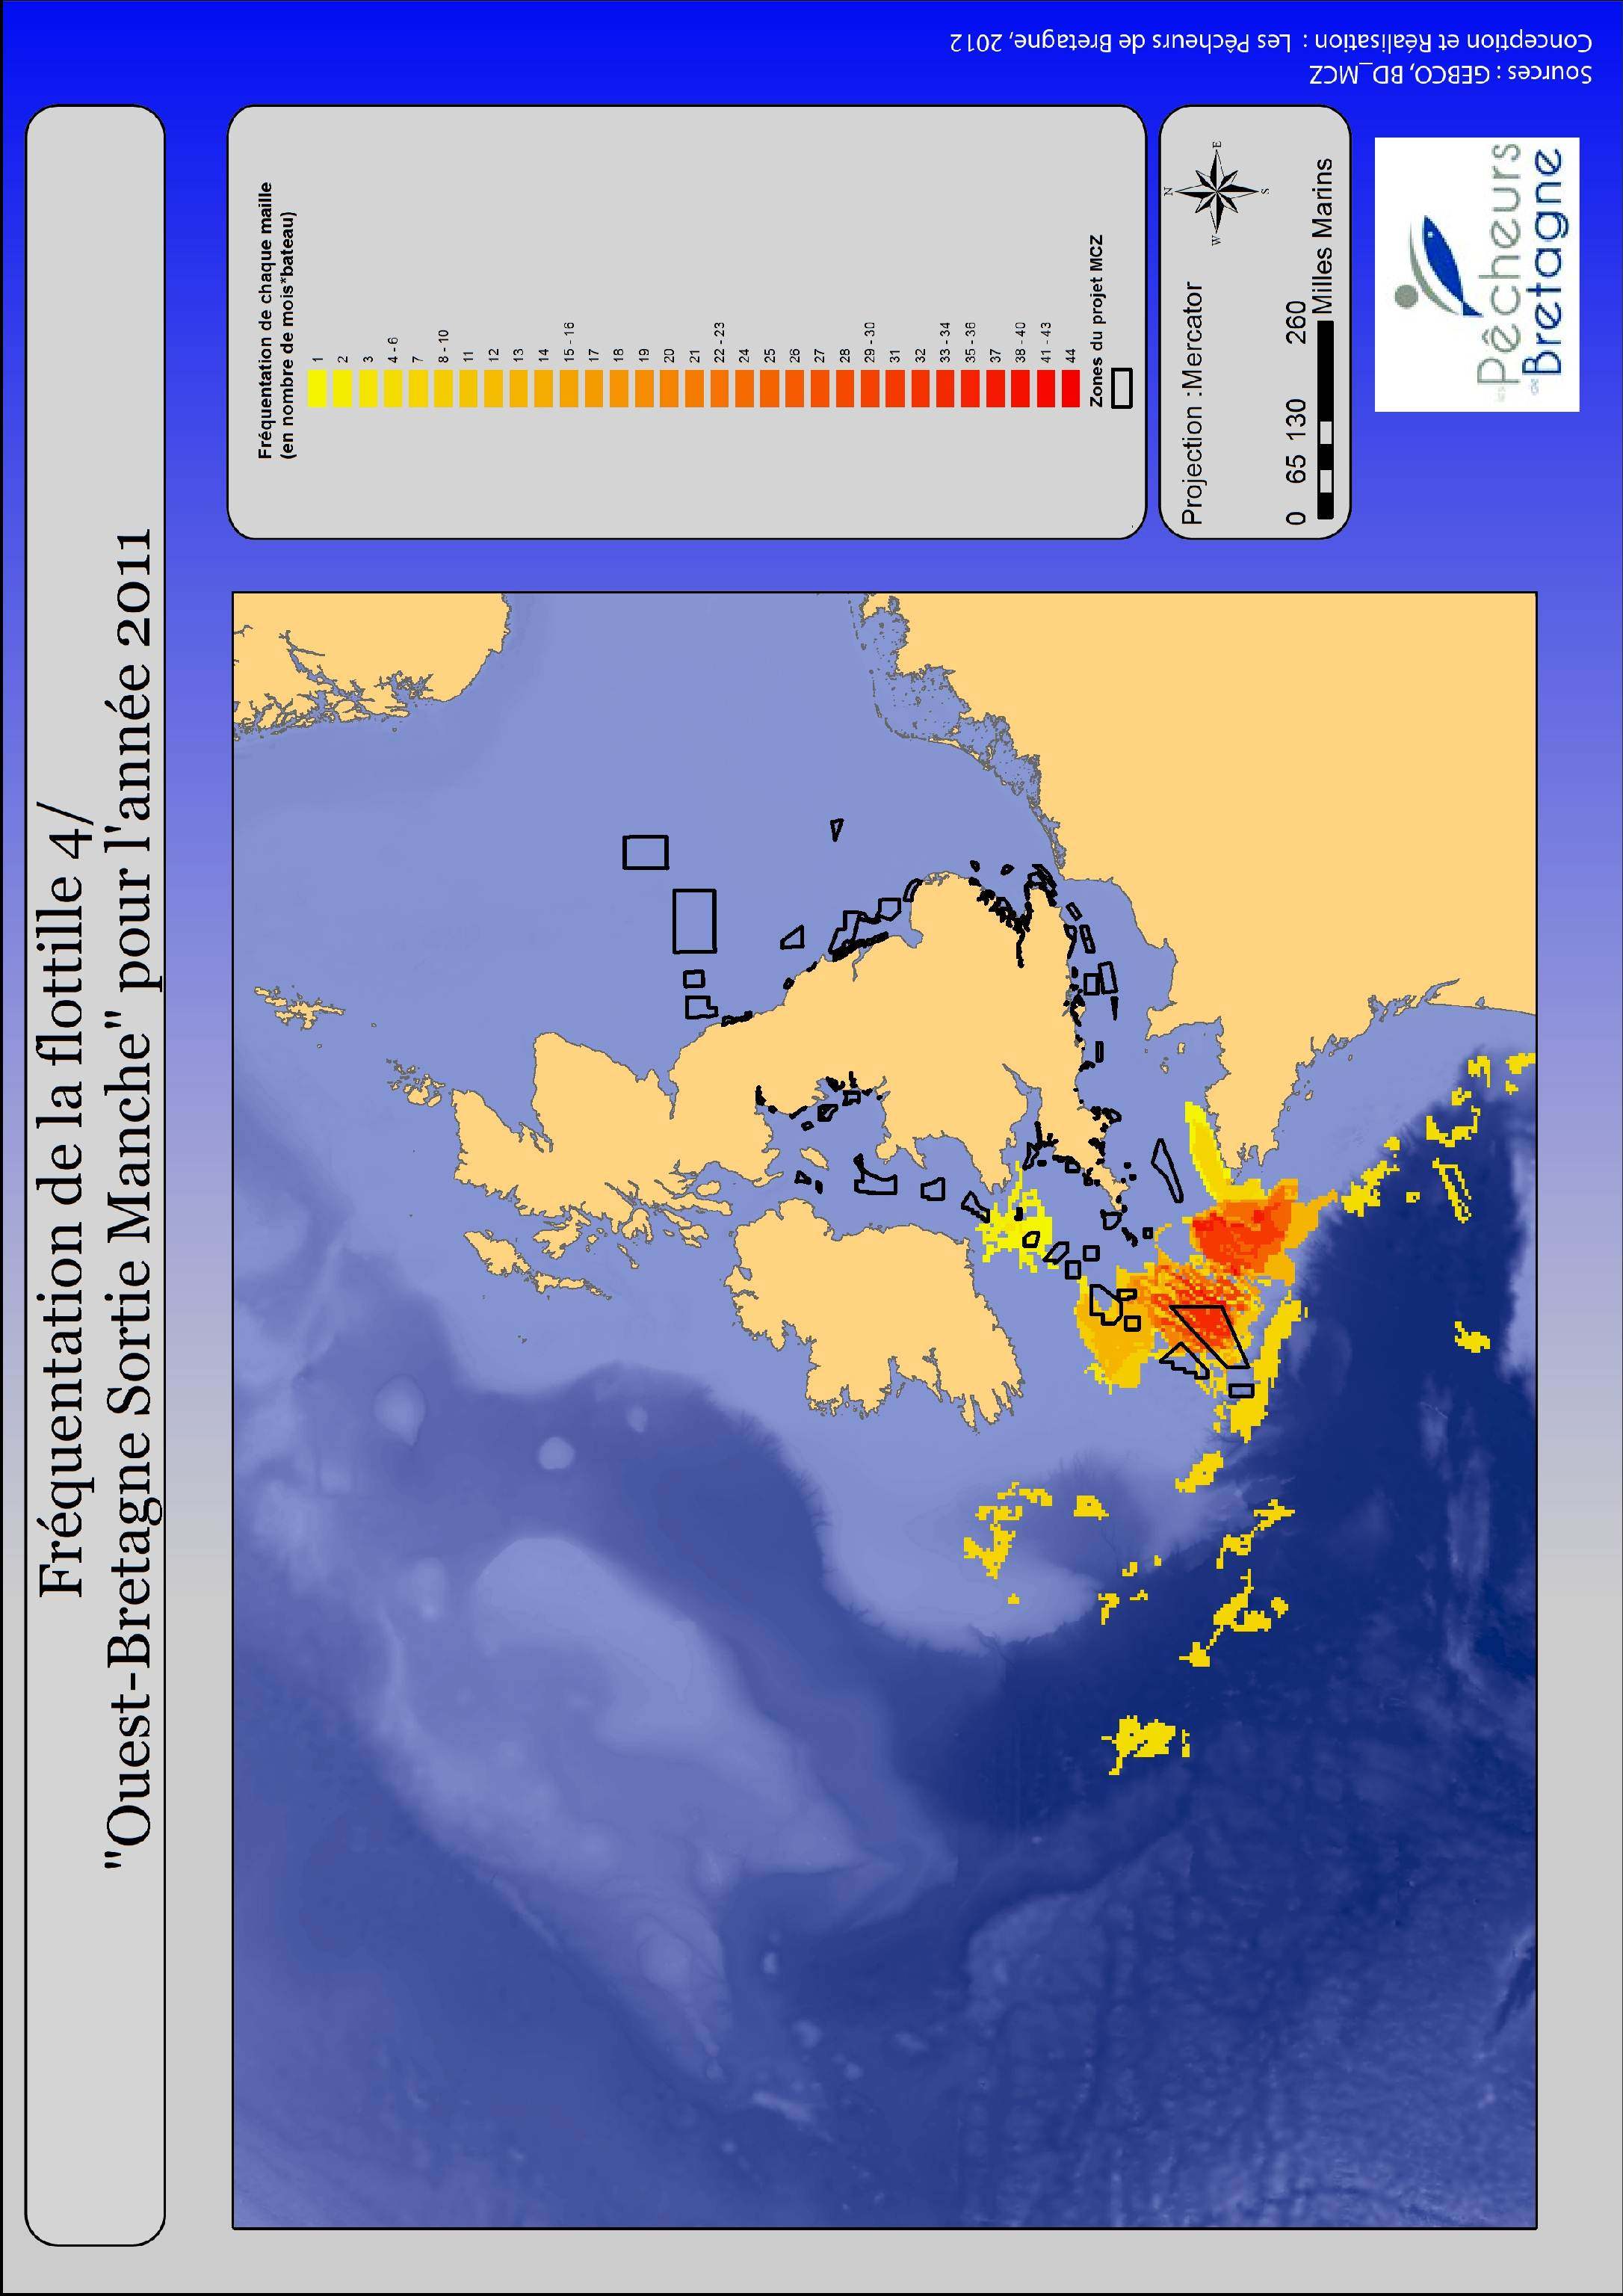 Fréquentation de la flottille 4/
"Ouest-Bretagne Sortie Manche" pour l'année 2011
Fréquentation de chaque maille
(en nombre de mois*bateau)
1
2
3
4 - 6
7
8 - 10
11
12
13
14
15 - 16
17
18
19
20
21
22 - 23
24
25
26
27
28
29 - 30
31
32
33 - 34
35 - 36
37
38 - 40
41 - 43
44
Zones du projet MCZ
Projection :Mercator
N
W
E
S
0 65 130 260
Milles Marins
les
Pêcheurs
de Bretagne
Sources : GEBCO, BD_MCZ
Conception et Réalisation : Les Pêcheurs de Bretagne, 2012